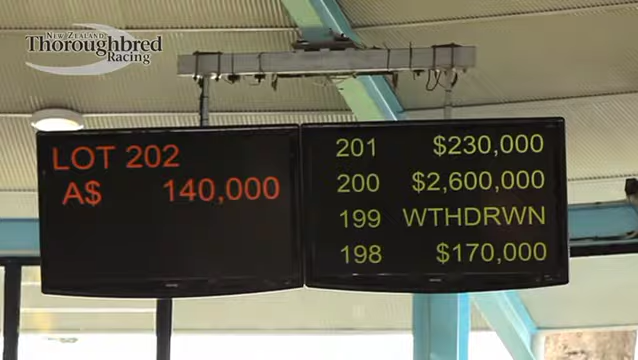 New Zealand
Thoroughbred
Racing
LOT 202
A$ 140,000
201 $230,000
200 $2,600,000
199 WTHDRWN
198 $170,000